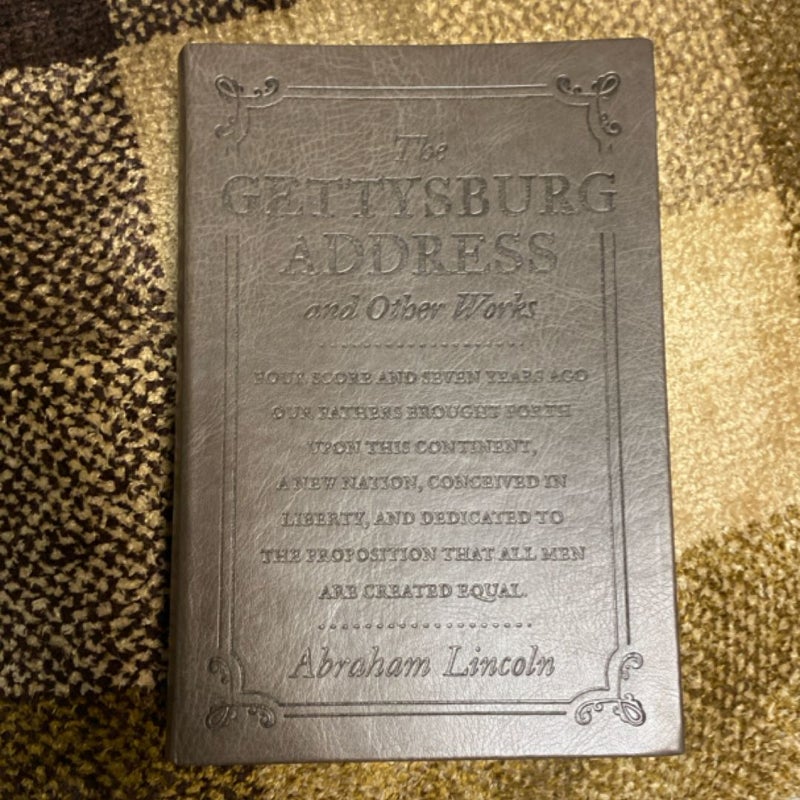 The
GETTYSBURG
ADDRESS
and Other Works
FOUR SCORE AND SEVEN YEARS AGO
OUR FATHERS BROUGHT FORTH
UPON THIS CONTINENT,
A NEW NATION, CONCEIVED IN
LIBERTY, AND DEDICATED TO
THE PROPOSITION THAT ALL MEN
ARE CREATED EQUAL.
Abraham Lincoln